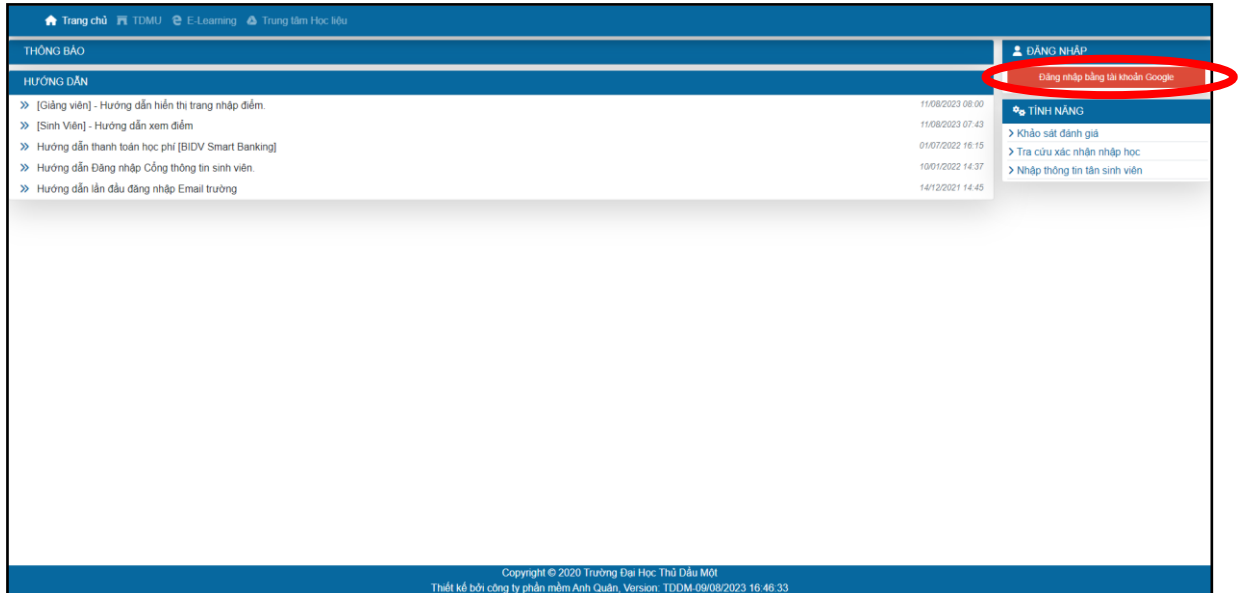 Trang chủ TDMU E-Learning Trung tâm Học liệu
THÔNG BÁO
HƯỚNG DẪN
[Giảng viên] - Hướng dẫn hiển thị trang nhập điểm. 11/08/2023 08:00
[Sinh Viên] - Hướng dẫn xem điểm 11/08/2023 07:43
Hướng dẫn thanh toán học phí [BIDV Smart Banking] 01/07/2022 16:15
Hướng dẫn Đăng nhập Cổng thông tin sinh viên. 10/01/2022 14:37
Hướng dẫn lần đầu đăng nhập Email trường 14/12/2021 14:45
ĐĂNG NHẬP
Đăng nhập bằng tài khoản Google
TÍNH NĂNG
Khảo sát đánh giá
Tra cứu xác nhận nhập học
Nhập thông tin tân sinh viên
Copyright © 2020 Trường Đại Học Thủ Dầu Một
Thiết kế bởi công ty phần mềm Anh Quân, Version: TDDM-09/08/2023 16:46:33